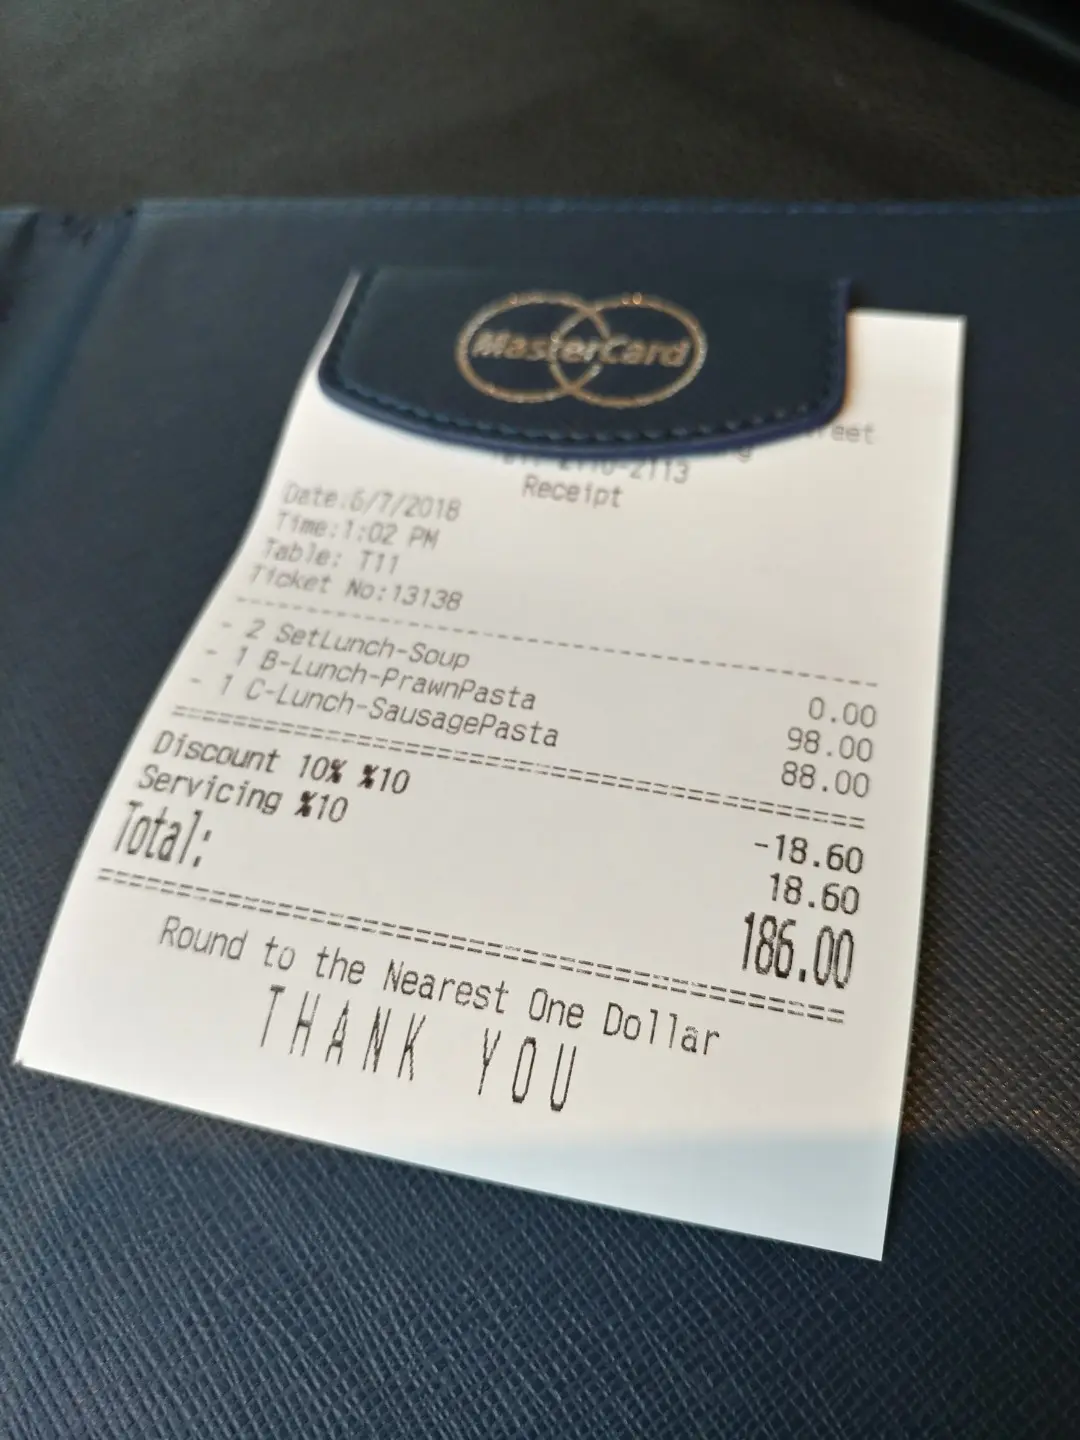 MasterCard
2113
Receipt
Date:6/7/2018
Time:1:02 PM
Table: T11
Ticket No:13138
- 2 SetLunch-Soup 0.00
- 1 B-Lunch-PrawnPasta 98.00
- 1 C-Lunch-SausagePasta 88.00
Discount 10% %10 -18.60
Servicing %10 18.60
Total: 186.00
Round to the Nearest One Dollar
THANK YOU